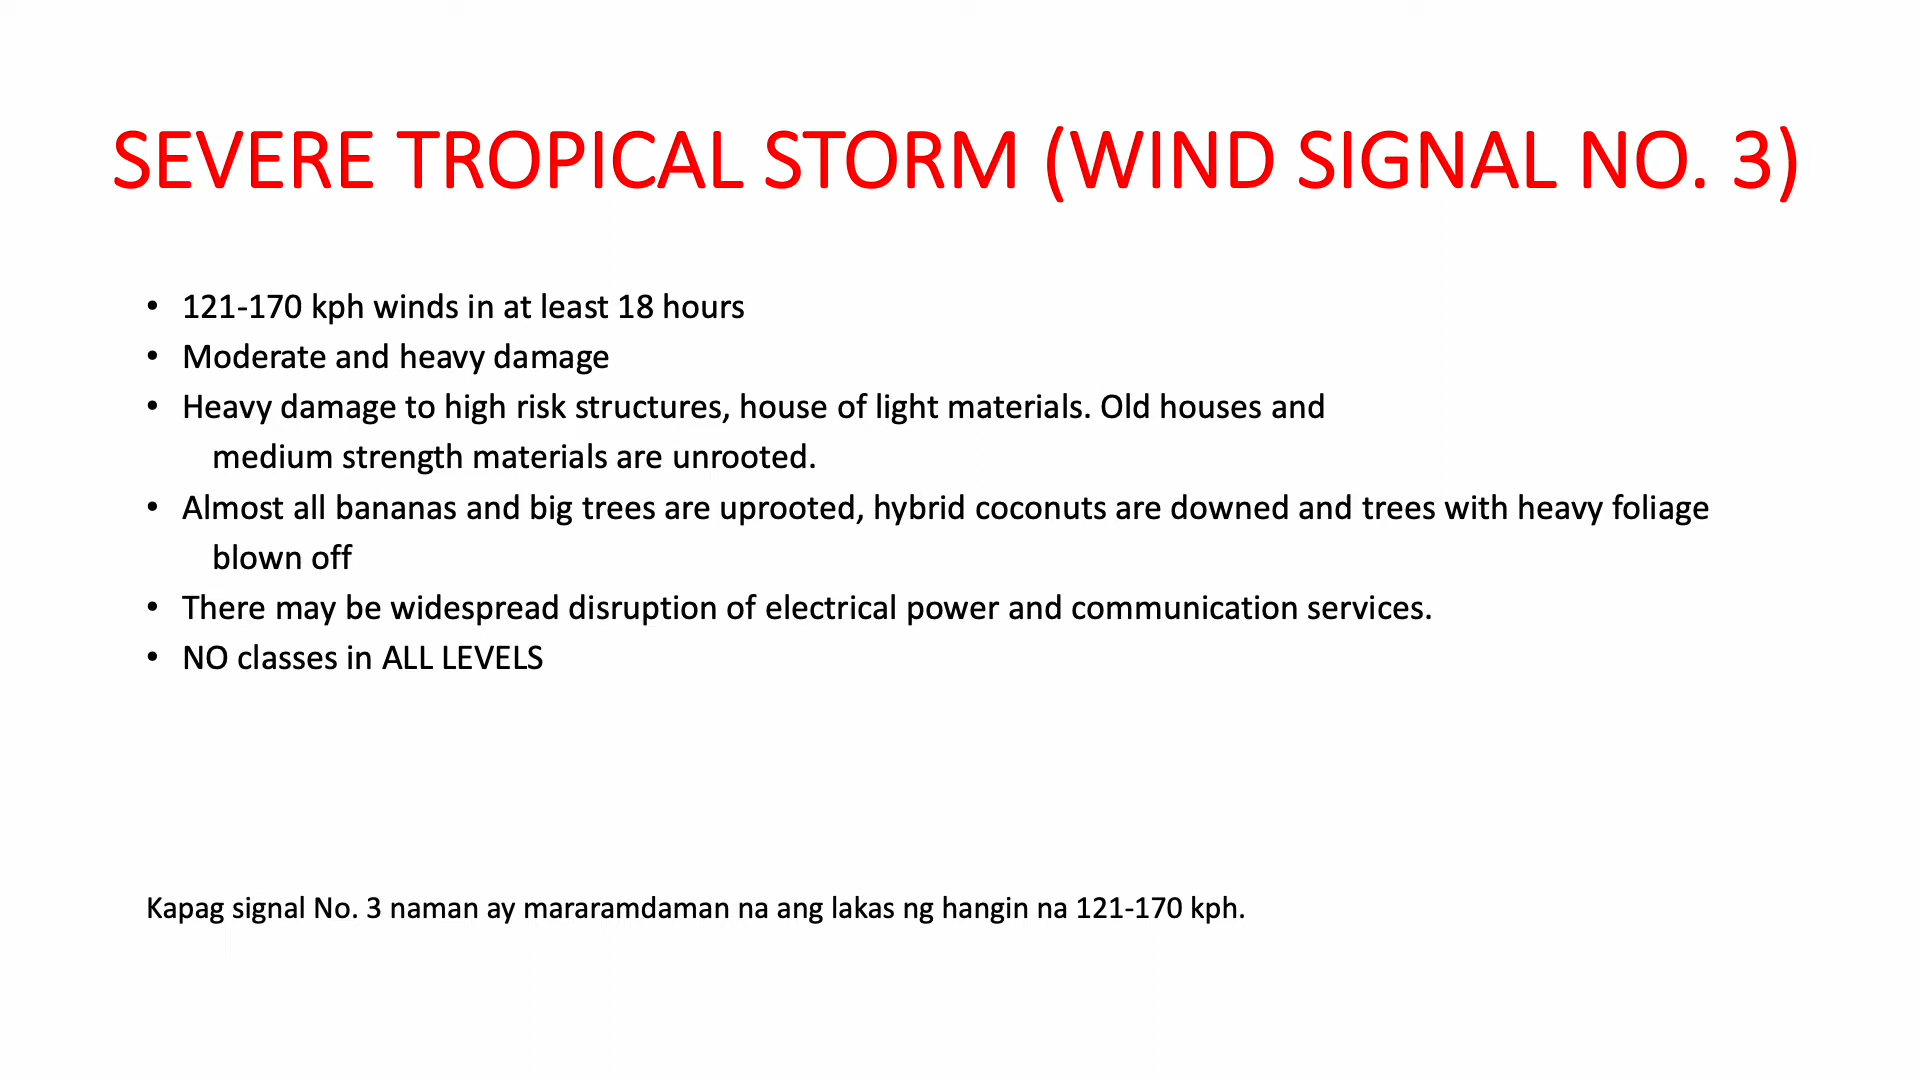 SEVERE TROPICAL STORM (WIND SIGNAL NO. 3)
• 121-170 kph winds in at least 18 hours
• Moderate and heavy damage
• Heavy damage to high risk structures, house of light materials. Old houses and
medium strength materials are unrooted.
• Almost all bananas and big trees are uprooted, hybrid coconuts are downed and trees with heavy foliage
blown off
• There may be widespread disruption of electrical power and communication services.
• NO classes in ALL LEVELS
Kapag signal No. 3 naman ay mararamdaman na ang lakas ng hangin na 121-170 kph.